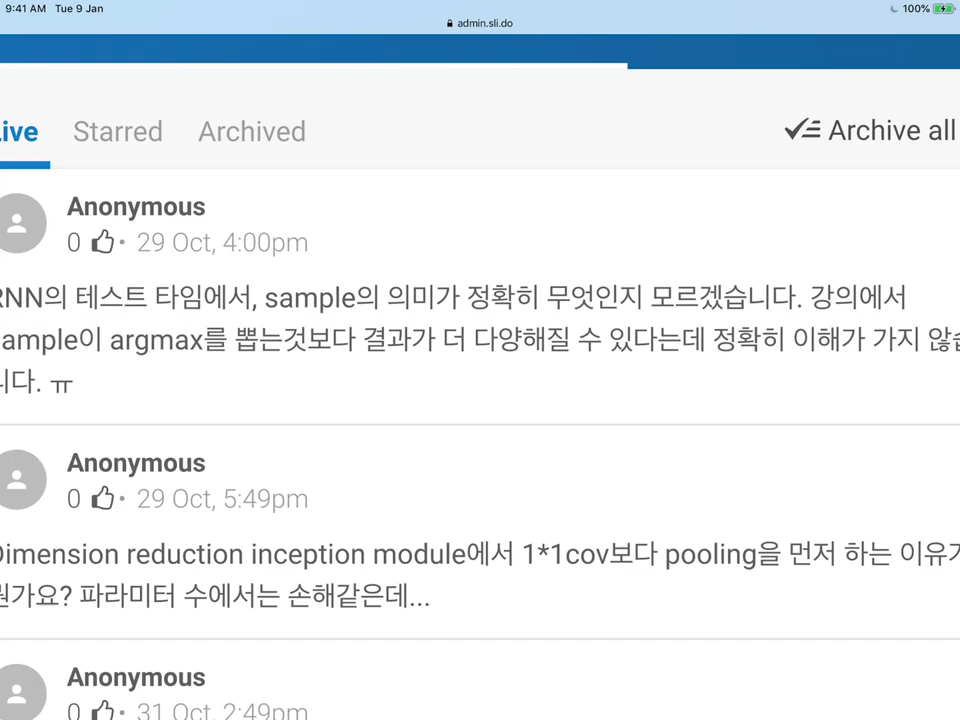 9:41 AM Tue 9 Jan
100%
admin.sli.do
Live Starred Archived
Archive all
Anonymous
0 · 29 Oct, 4:00pm
RNN의 테스트 타임에서, sample의 의미가 정확히 무엇인지 모르겠습니다. 강의에서
sample이 argmax를 뽑는것보다 결과가 더 다양해질 수 있다는데 정확히 이해가 가지 않습
니다. ㅠ
Anonymous
0 · 29 Oct, 5:49pm
Dimension reduction inception module에서 1*1cov보다 pooling을 먼저 하는 이유가
뭔가요? 파라미터 수에서는 손해같은데...
Anonymous
0 · 31 Oct, 2:49pm